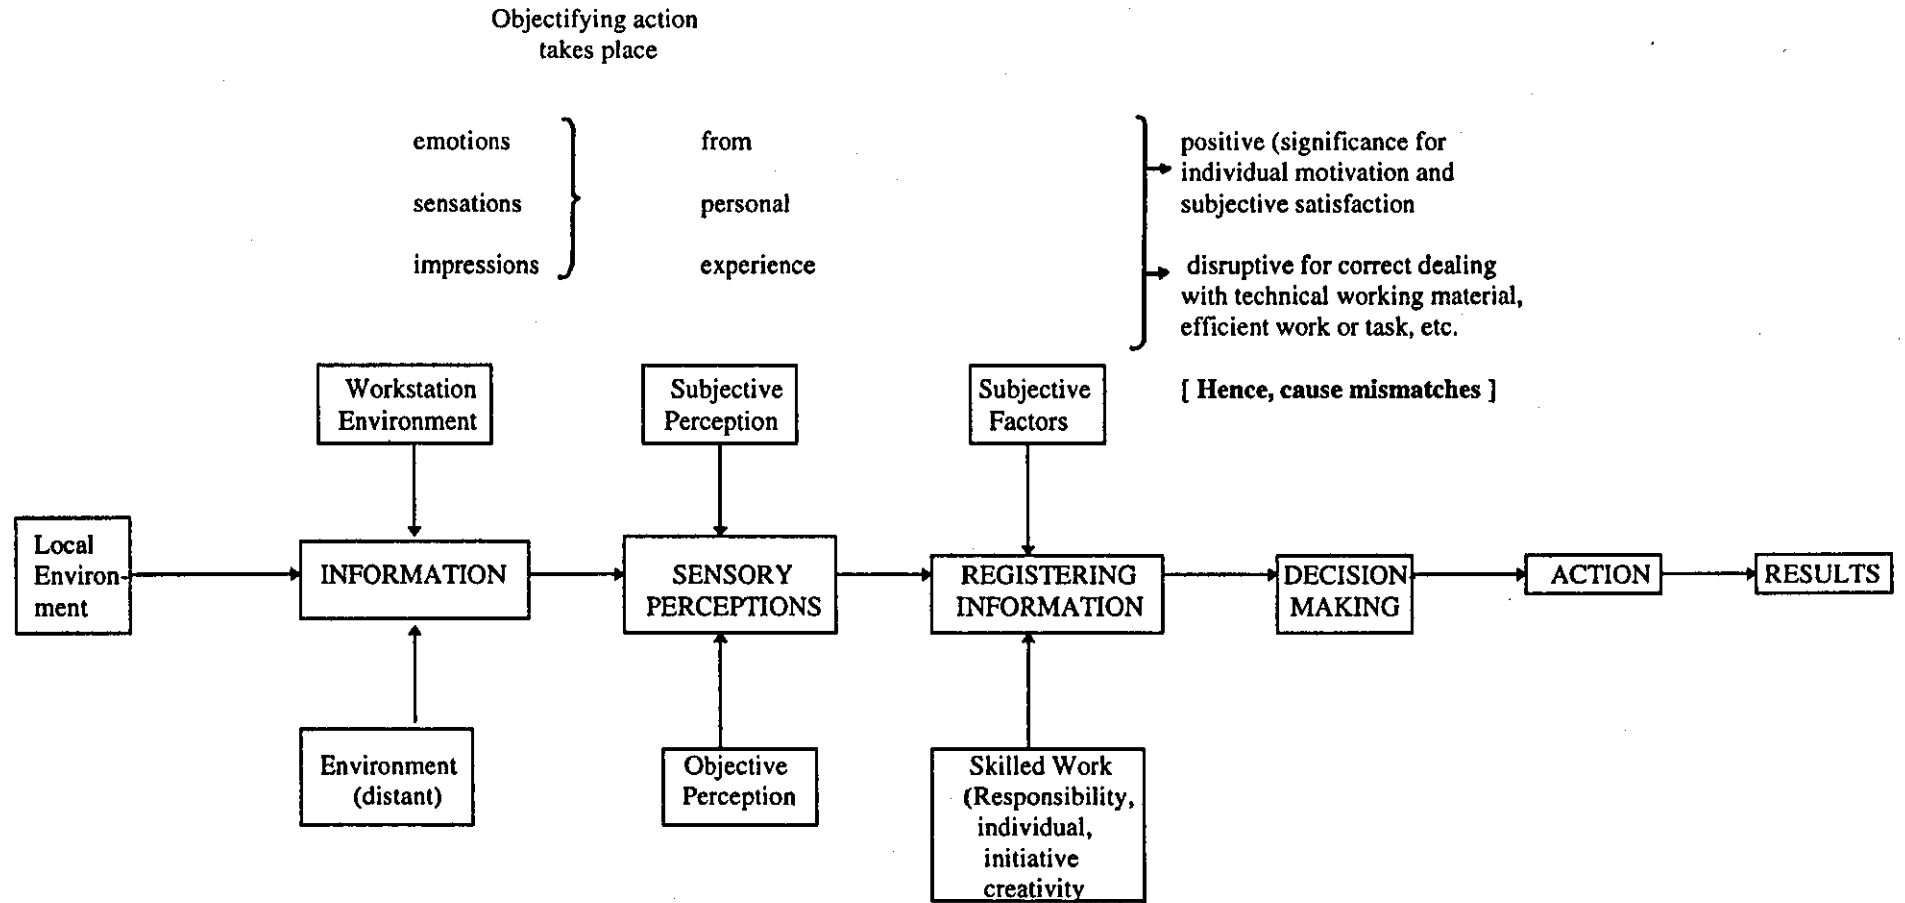 Objectifying action
takes place
emotions
sensations
impressions
from
personal
experience
positive (significance for
individual motivation and
subjective satisfaction
disruptive for correct dealing
with technical working material,
efficient work or task, etc.
[ Hence, cause mismatches ]
Workstation
Environment
Subjective
Perception
Subjective
Factors
Local
Environ-
ment
INFORMATION
SENSORY
PERCEPTIONS
REGISTERING
INFORMATION
DECISION
MAKING
ACTION
RESULTS
Environment
(distant)
Objective
Perception
Skilled Work
(Responsibility,
individual,
initiative
creativity